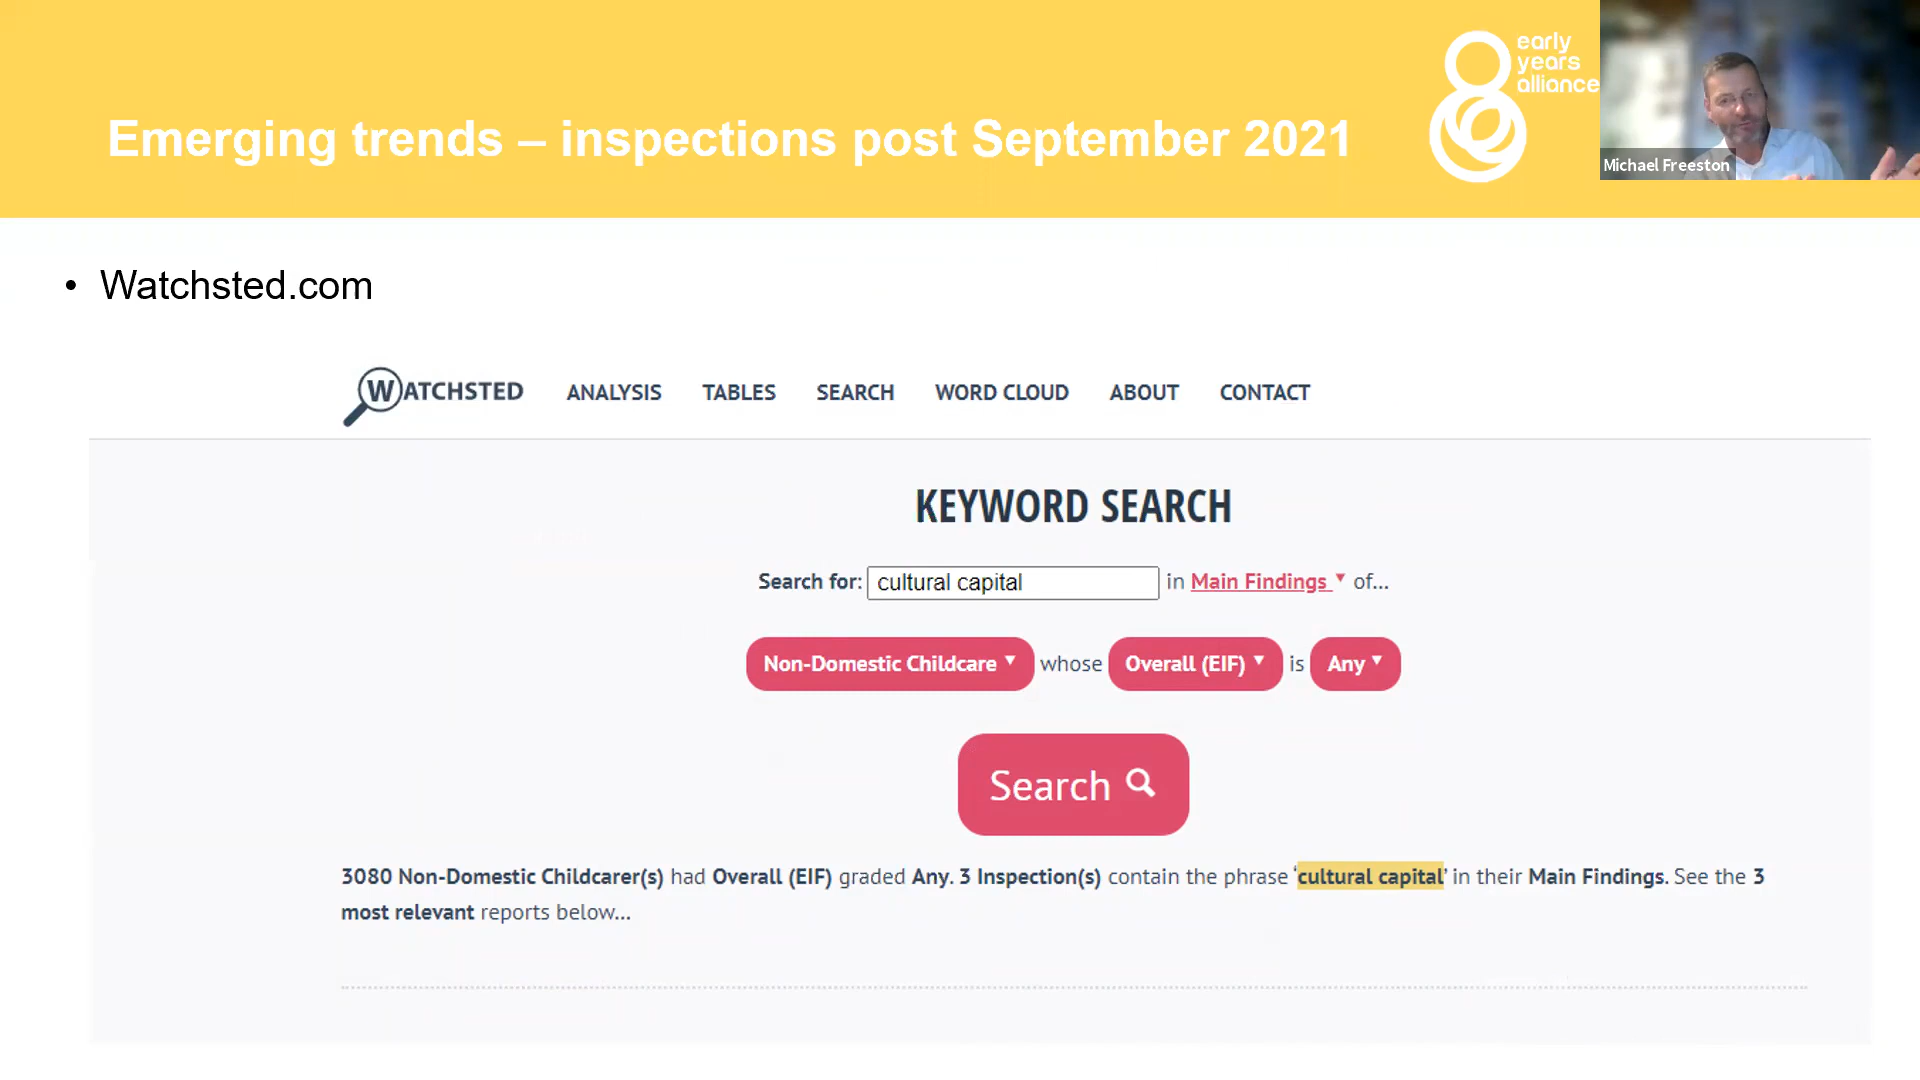 early
years
alliance
Emerging trends – inspections post September 2021
Michael Freeston
• Watchsted.com
WATCHSTED ANALYSIS TABLES SEARCH WORD CLOUD ABOUT CONTACT
KEYWORD SEARCH
Search for: cultural capital in Main Findings ▼ of...
Non-Domestic Childcare ▼ whose Overall (EIF) ▼ is Any ▼
Search
3080 Non-Domestic Childcarer(s) had Overall (EIF) graded Any. 3 Inspection(s) contain the phrase ‘cultural capital’ in their Main Findings. See the 3
most relevant reports below...